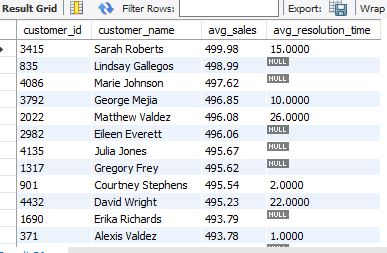 Result Grid Filter Rows: Export: Wrap
customer_id customer_name avg_sales avg_resolution_time
3415 Sarah Roberts 499.98 15.0000
835 Lindsay Gallegos 498.99 NULL
4086 Marie Johnson 497.62 NULL
3792 George Mejia 496.85 10.0000
2022 Matthew Valdez 496.08 26.0000
2982 Eileen Everett 496.06 NULL
4135 Julia Jones 495.67 NULL
1317 Gregory Frey 495.62 NULL
901 Courtney Stephens 495.54 2.0000
4432 David Wright 495.23 22.0000
1690 Erika Richards 493.79 NULL
371 Alexis Valdez 493.78 1.0000